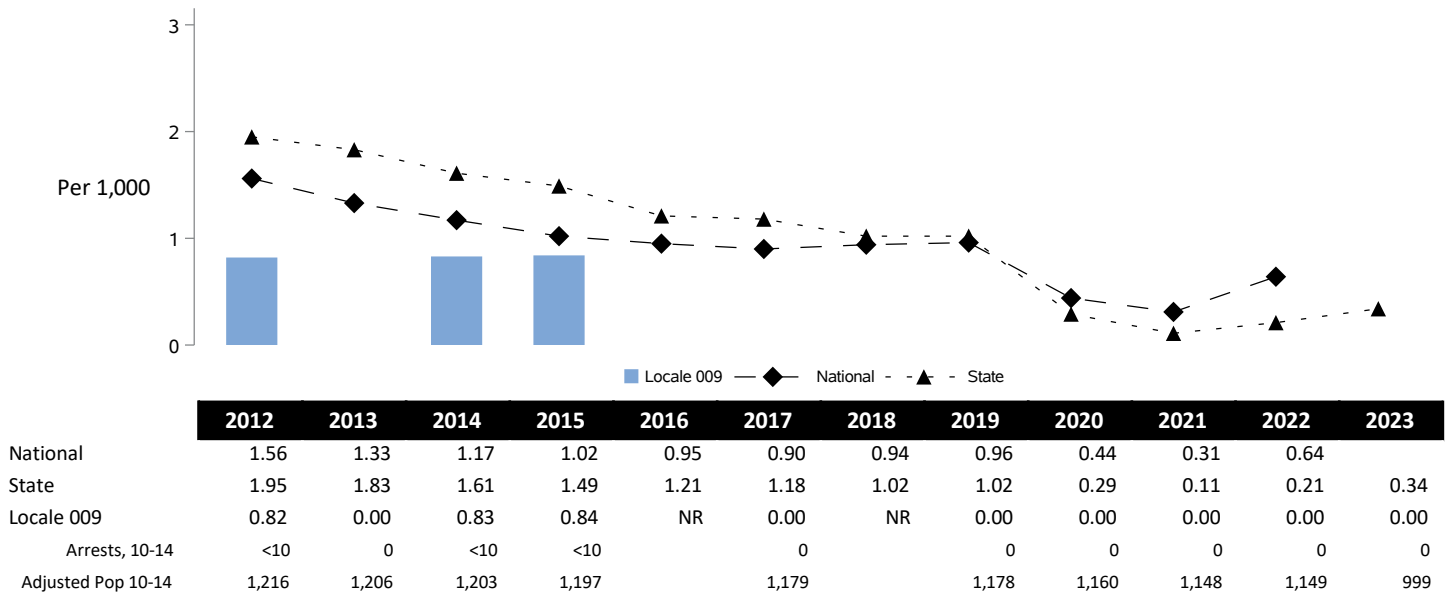 3
2
Per 1,000
1
0
Locale 009 National State
2012 2013 2014 2015 2016 2017 2018 2019 2020 2021 2022 2023
National 1.56 1.33 1.17 1.02 0.95 0.90 0.94 0.96 0.44 0.31 0.64
State 1.95 1.83 1.61 1.49 1.21 1.18 1.02 1.02 0.29 0.11 0.21 0.34
Locale 009 0.82 0.00 0.83 0.84 NR 0.00 NR 0.00 0.00 0.00 0.00 0.00
Arrests, 10-14 <10 0 <10 <10 0 0 0 0 0 0
Adjusted Pop 10-14 1,216 1,206 1,203 1,197 1,179 1,178 1,160 1,148 1,149 999